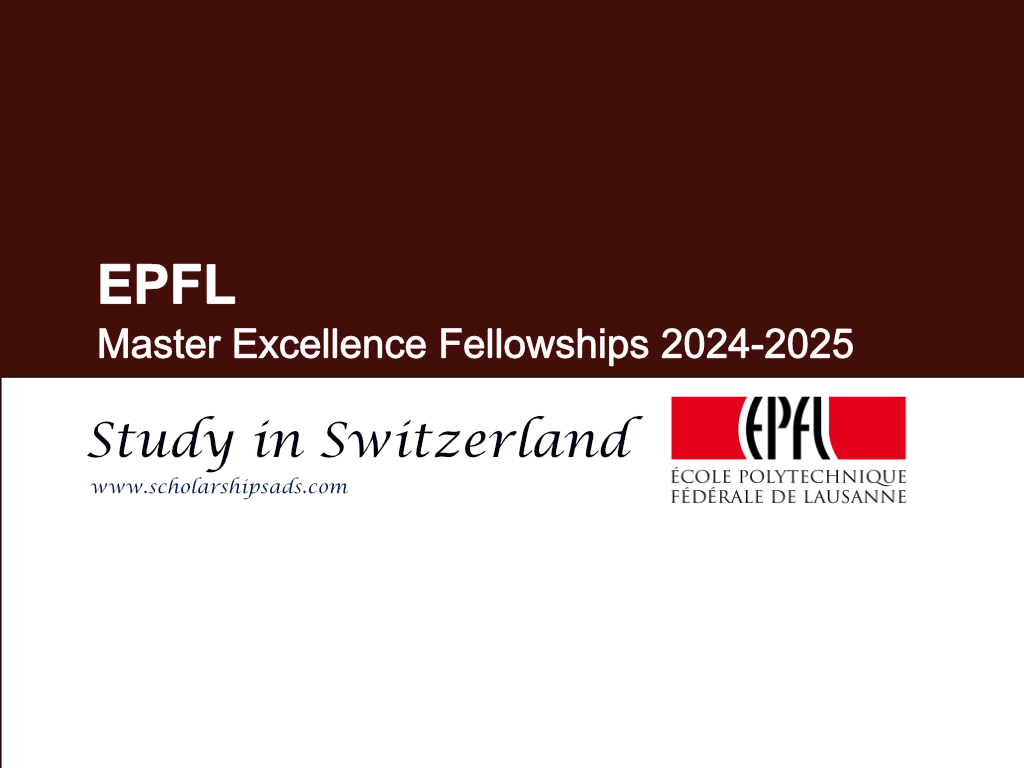 EPFL
Master Excellence Fellowships 2024-2025
Study in Switzerland
www.scholarshipsads.com
EPFL
ÉCOLE POLYTECHNIQUE
FÉDÉRALE DE LAUSANNE